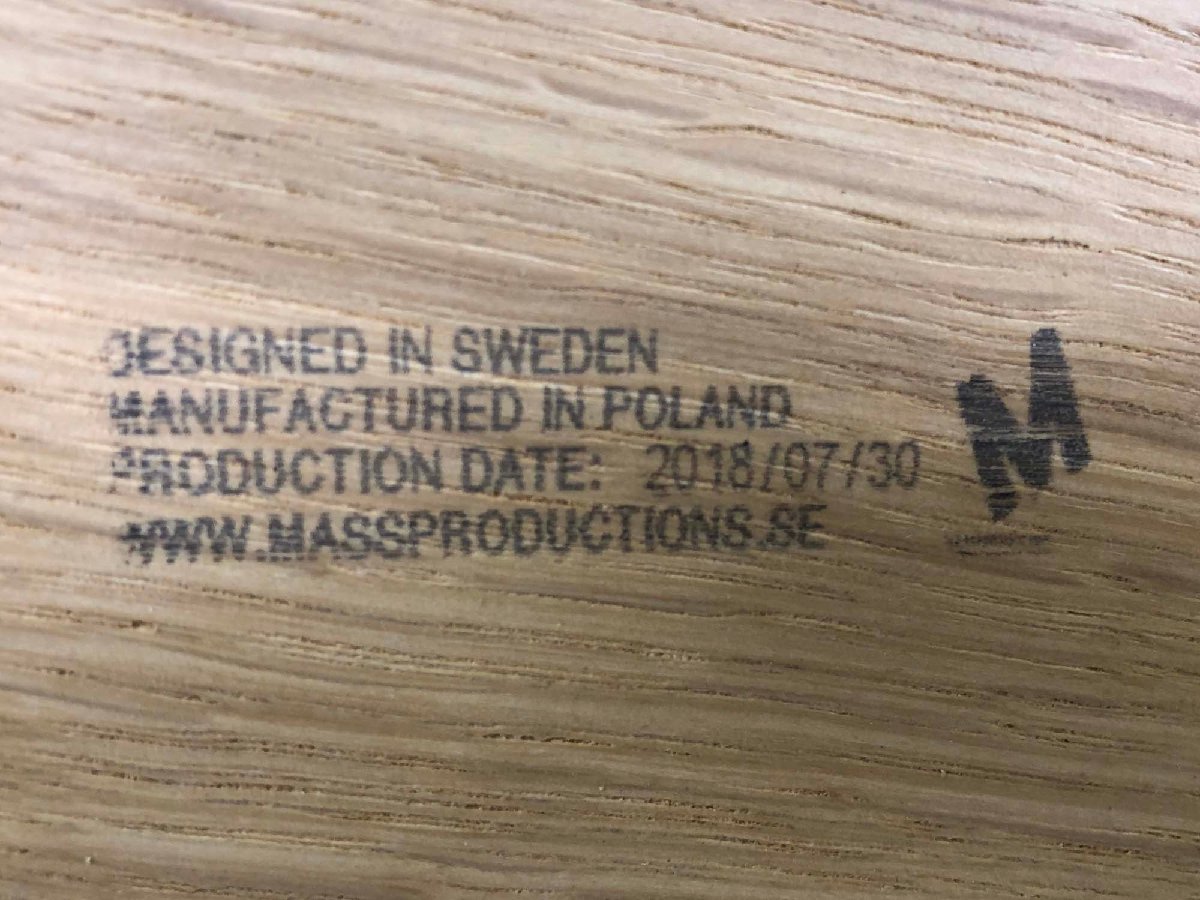 DESIGNED IN SWEDEN
MANUFACTURED IN POLAND
PRODUCTION DATE: 2018/07/30
WWW.MASSPRODUCTIONS.SE
M